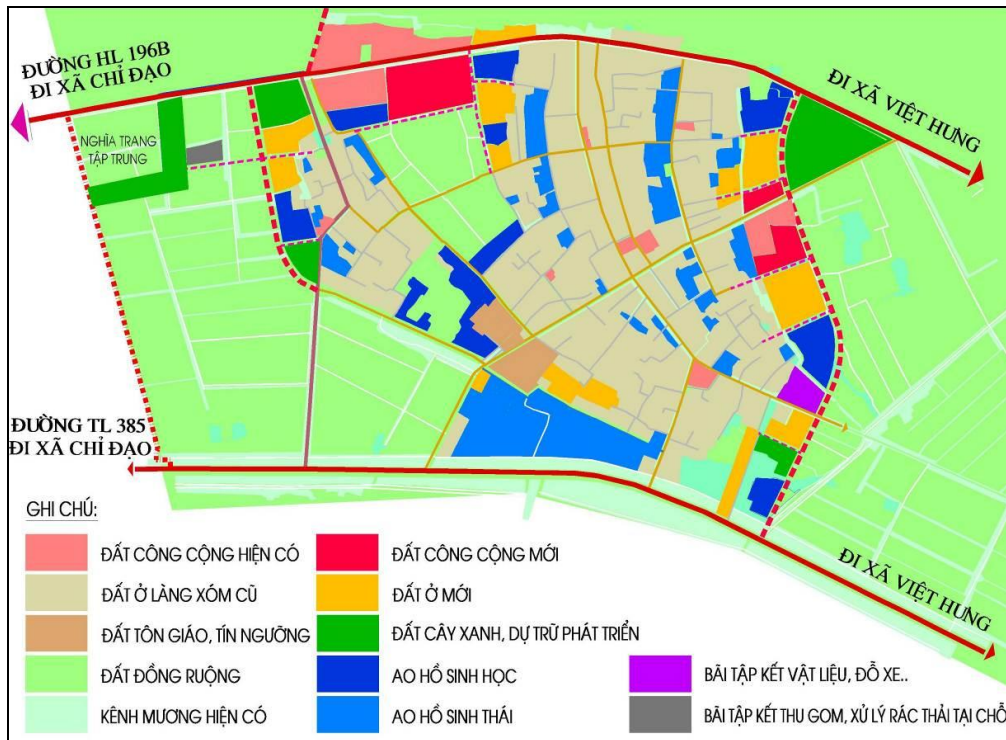 ĐƯỜNG HL 196B
ĐI XÃ CHỈ ĐẠO
ĐI XÃ VIỆT HƯNG
NGHĨA TRANG
TẬP TRUNG
ĐƯỜNG TL 385
ĐI XÃ CHỈ ĐẠO
ĐI XÃ VIỆT HƯNG
GHI CHÚ:
ĐẤT CÔNG CỘNG HIỆN CÓ
ĐẤT Ở LÀNG XÓM CŨ
ĐẤT TÔN GIÁO, TÍN NGƯỠNG
ĐẤT ĐỒNG RUỘNG
KÊNH MƯƠNG HIỆN CÓ
ĐẤT CÔNG CỘNG MỚI
ĐẤT Ở MỚI
ĐẤT CÂY XANH, DỰ TRỮ PHÁT TRIỂN
AO HỒ SINH HỌC
AO HỒ SINH THÁI
BÃI TẬP KẾT VẬT LIỆU, ĐỖ XE..
BÃI TẬP KẾT THU GOM, XỬ LÝ RÁC THẢI TẠI CHỖ